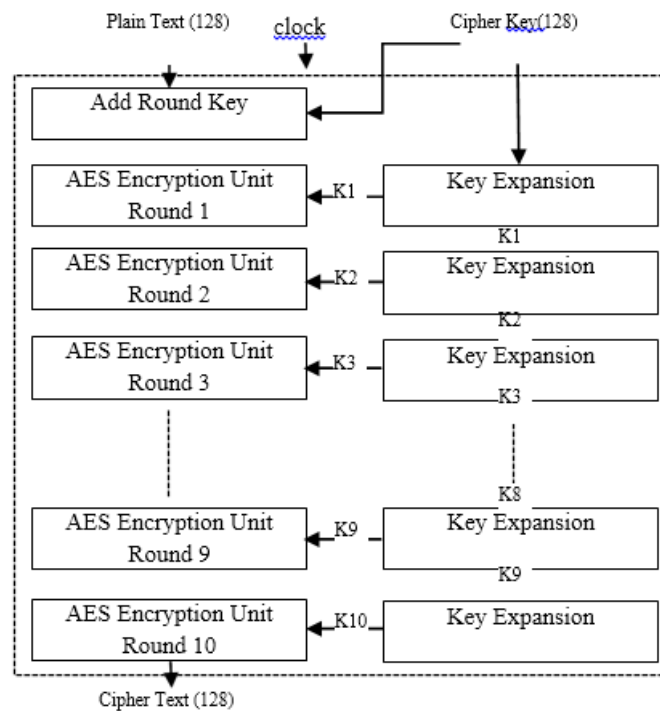 Plain Text (128)
clock
Cipher Key(128)
Add Round Key
AES Encryption Unit
Round 1
K1
Key Expansion
K1
AES Encryption Unit
Round 2
K2
Key Expansion
K2
AES Encryption Unit
Round 3
K3
Key Expansion
K3
K8
AES Encryption Unit
Round 9
K9
Key Expansion
K9
AES Encryption Unit
Round 10
K10
Key Expansion
Cipher Text (128)